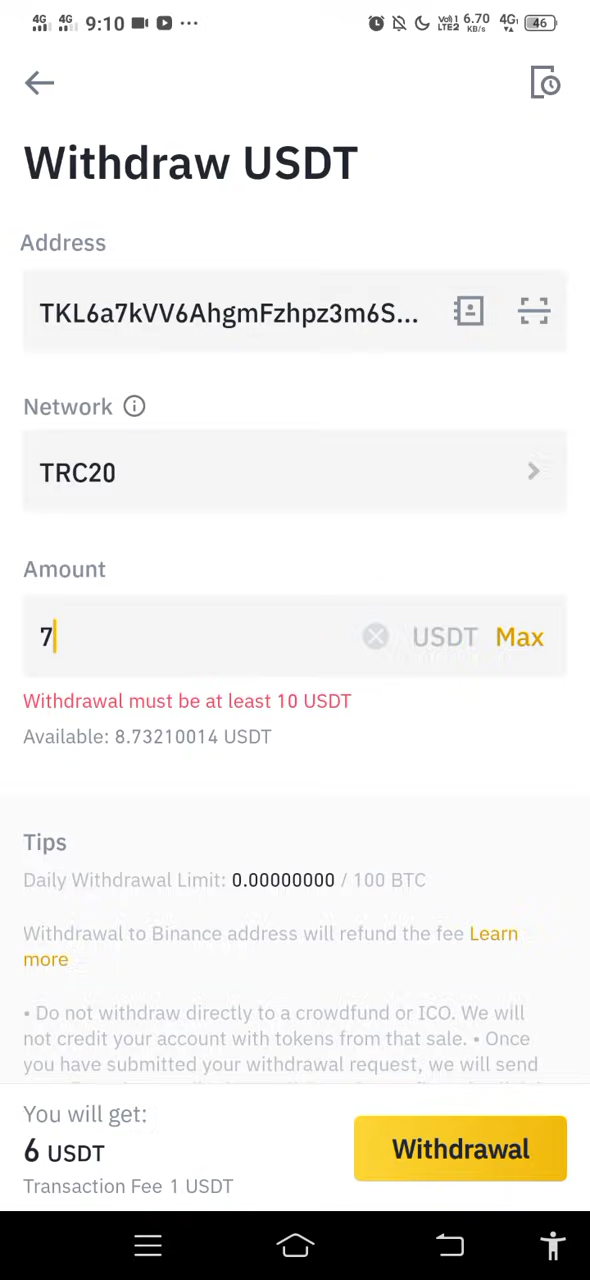 4G 4G 9:10 ... Vo) 1 LTE2 6.70 KB/s 4G 46
Withdraw USDT
Address
TKL6a7kVV6AhgmFzhpz3m6S...
Network
TRC20
Amount
7 USDT Max
Withdrawal must be at least 10 USDT
Available: 8.73210014 USDT
Tips
Daily Withdrawal Limit: 0.00000000 / 100 BTC
Withdrawal to Binance address will refund the fee Learn
more
• Do not withdraw directly to a crowdfund or ICO. We will
not credit your account with tokens from that sale. • Once
you have submitted your withdrawal request, we will send
You will get:
6 USDT
Withdrawal
Transaction Fee 1 USDT